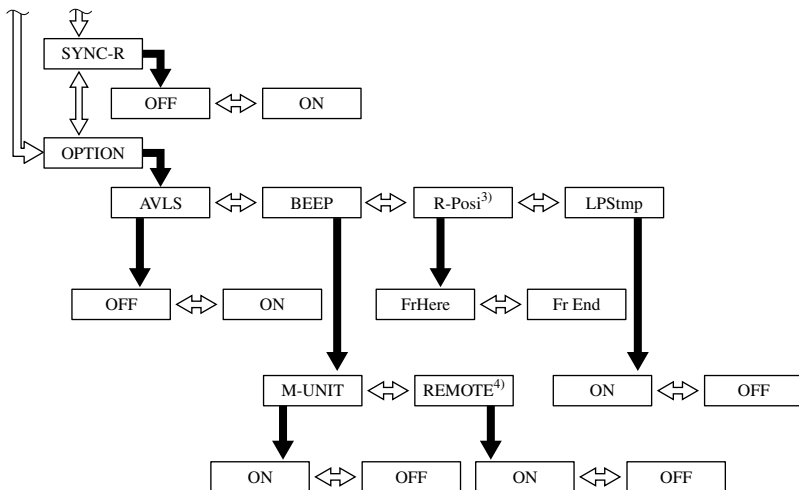 SYNC-R
OFF ON
OPTION
AVLS BEEP R-Posi3) LPStmp
OFF ON FrHere Fr End
M-UNIT REMOTE4) ON OFF
ON OFF ON OFF